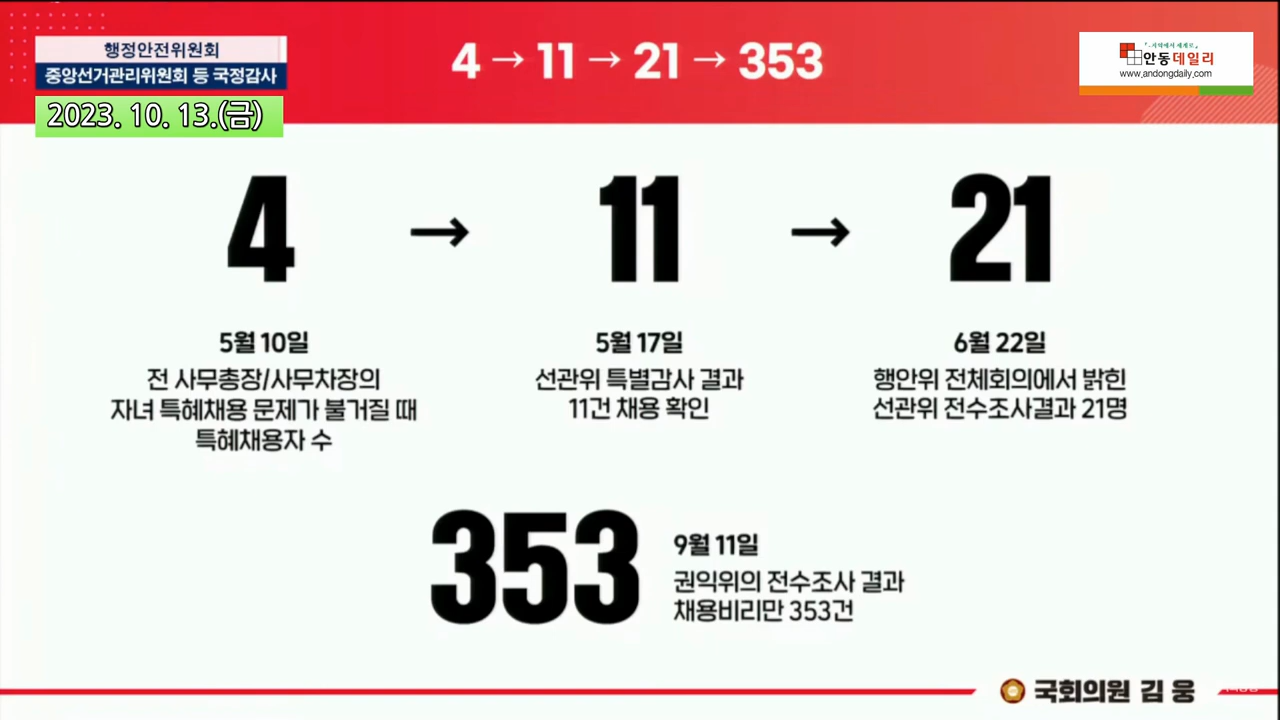 행정안전위원회
중앙선거관리위원회 등 국정감사
2023. 10. 13.(금)
4 → 11 → 21 → 353
안동데일리
www.andongdaily.com
4 → 11 → 21
5월 10일
전 사무총장/사무차장의
자녀 특혜채용 문제가 불거질 때
특혜채용자 수
5월 17일
선관위 특별감사 결과
11건 채용 확인
6월 22일
행안위 전체회의에서 밝힌
선관위 전수조사결과 21명
353
9월 11일
권익위의 전수조사 결과
채용비리만 353건
국회의원 김 웅